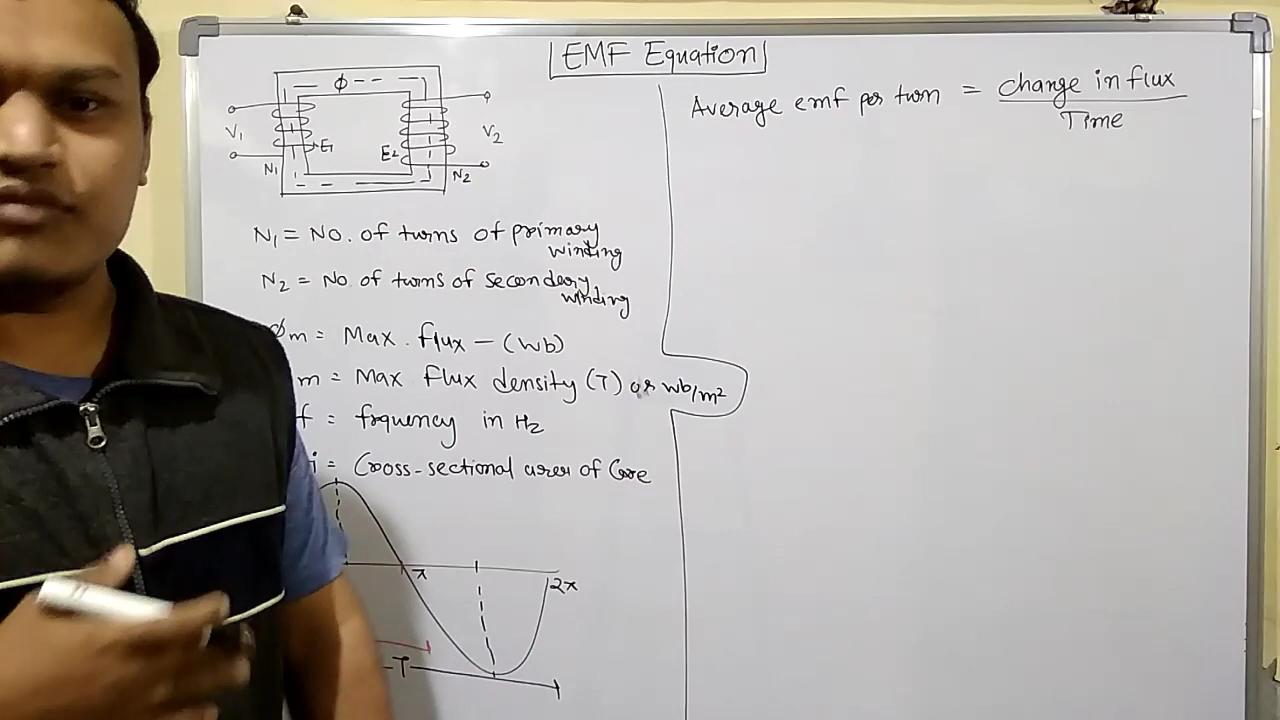 EMF Equation
ϕ
V1
E1
N1
E2
V2
N2
N1 = No. of turns of primary
winding
N2 = No of turns of secondary
winding
ϕm = Max. flux - (Wb)
m = Max flux density (T) or wb/m²
f = frquency in Hz
i = Cross-sectional area of Core
π
2π
T
Average emf per turn = change in flux
Time